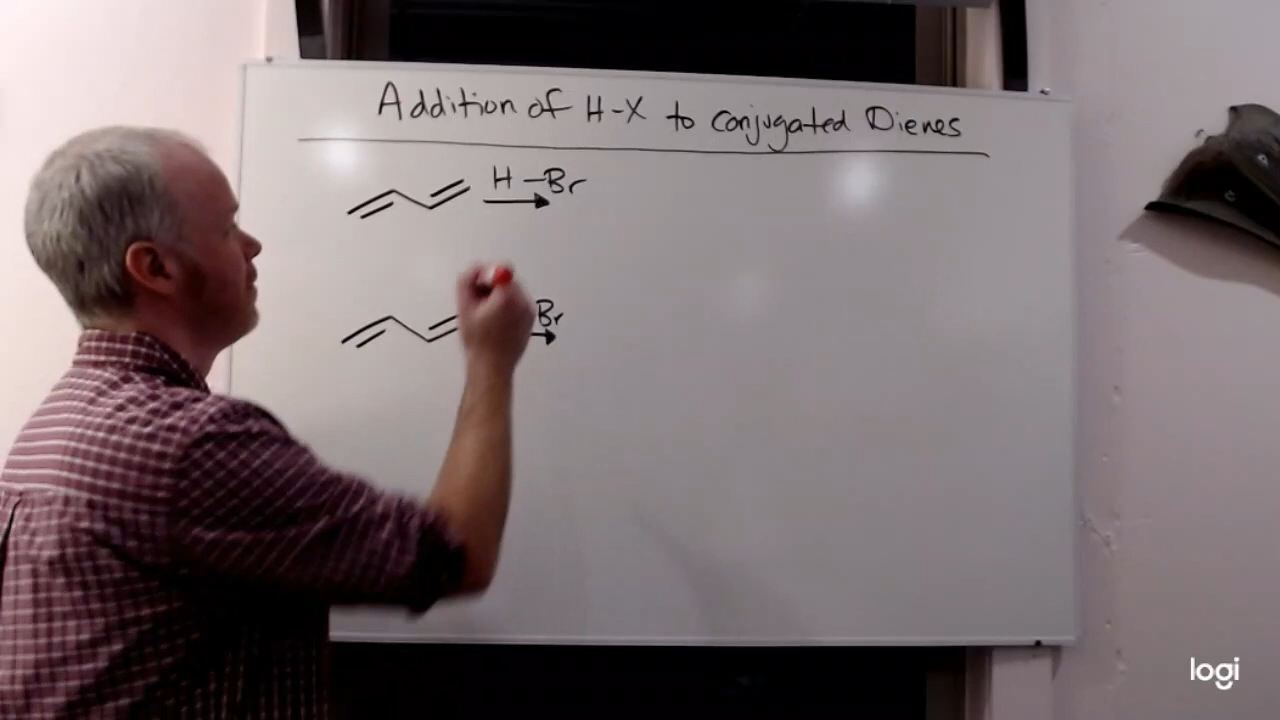 Addition of H-X to Conjugated Dienes
H-Br
Br
logi